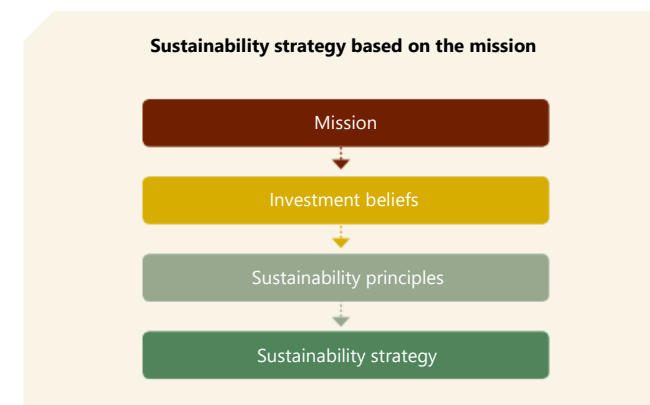 Sustainability strategy based on the mission
Mission
Investment beliefs
Sustainability principles
Sustainability strategy